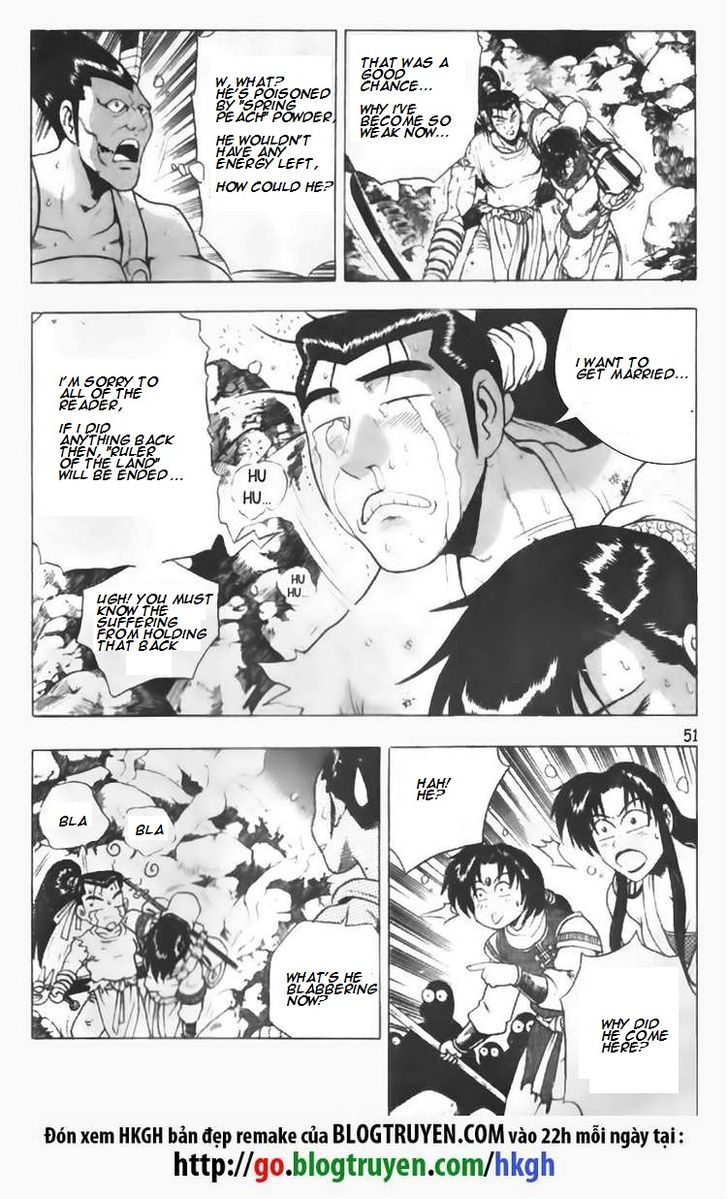 W, WHAT?
HE'S POISONED
BY "SPRING
PEACH" POWDER,
HE WOULDN'T
HAVE ANY
ENERGY LEFT,
HOW COULD HE?
THAT WAS A
GOOD
CHANCE...
WHY I'VE
BECOME SO
WEAK NOW...
I'M SORRY TO
ALL OF THE
READER,
IF I DID
ANYTHING BACK
THEN, "RULER
OF THE LAND"
WILL BE ENDED...
I WANT TO
GET MARRIED...
HU
HU...
HU
HU...
UGH! YOU MUST
KNOW THE
SUFFERING
FROM HOLDING
THAT BACK
51
BLA
BLA
WHAT'S HE
BLABBERING
NOW?
HAH!
HE?
WHY DID
HE COME
HERE?
Đón xem HKGH bản đẹp remake của BLOGTRUYEN.COM vào 22h mỗi ngày tại :
http://go.blogtruyen.com/hkgh